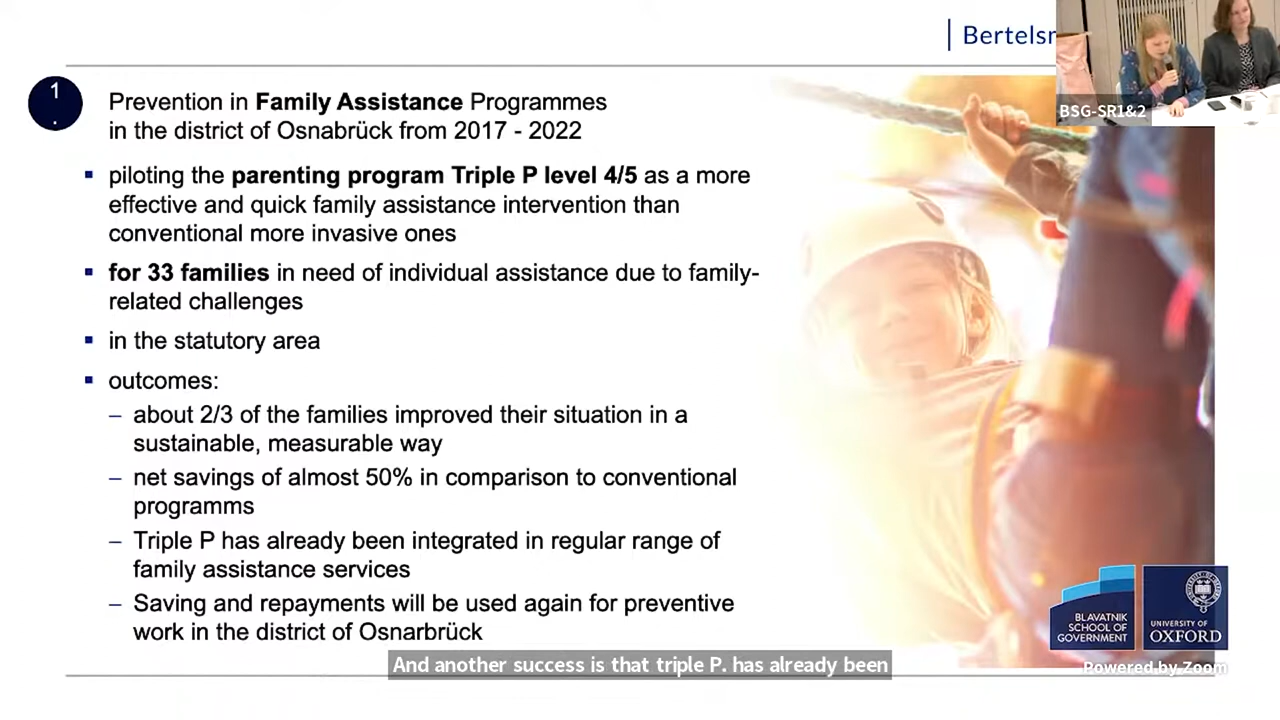 Bertelsm
BSG-SR1&2
1
.
Prevention in Family Assistance Programmes
in the district of Osnabrück from 2017 - 2022
▪ piloting the parenting program Triple P level 4/5 as a more
effective and quick family assistance intervention than
conventional more invasive ones
▪ for 33 families in need of individual assistance due to family-
related challenges
▪ in the statutory area
▪ outcomes:
– about 2/3 of the families improved their situation in a
sustainable, measurable way
– net savings of almost 50% in comparison to conventional
programms
– Triple P has already been integrated in regular range of
family assistance services
– Saving and repayments will be used again for preventive
work in the district of Osnarbrück
BLAVATNIK
SCHOOL OF
GOVERNMENT
UNIVERSITY OF
OXFORD
And another success is that triple P. has already been
Powered by Zoom